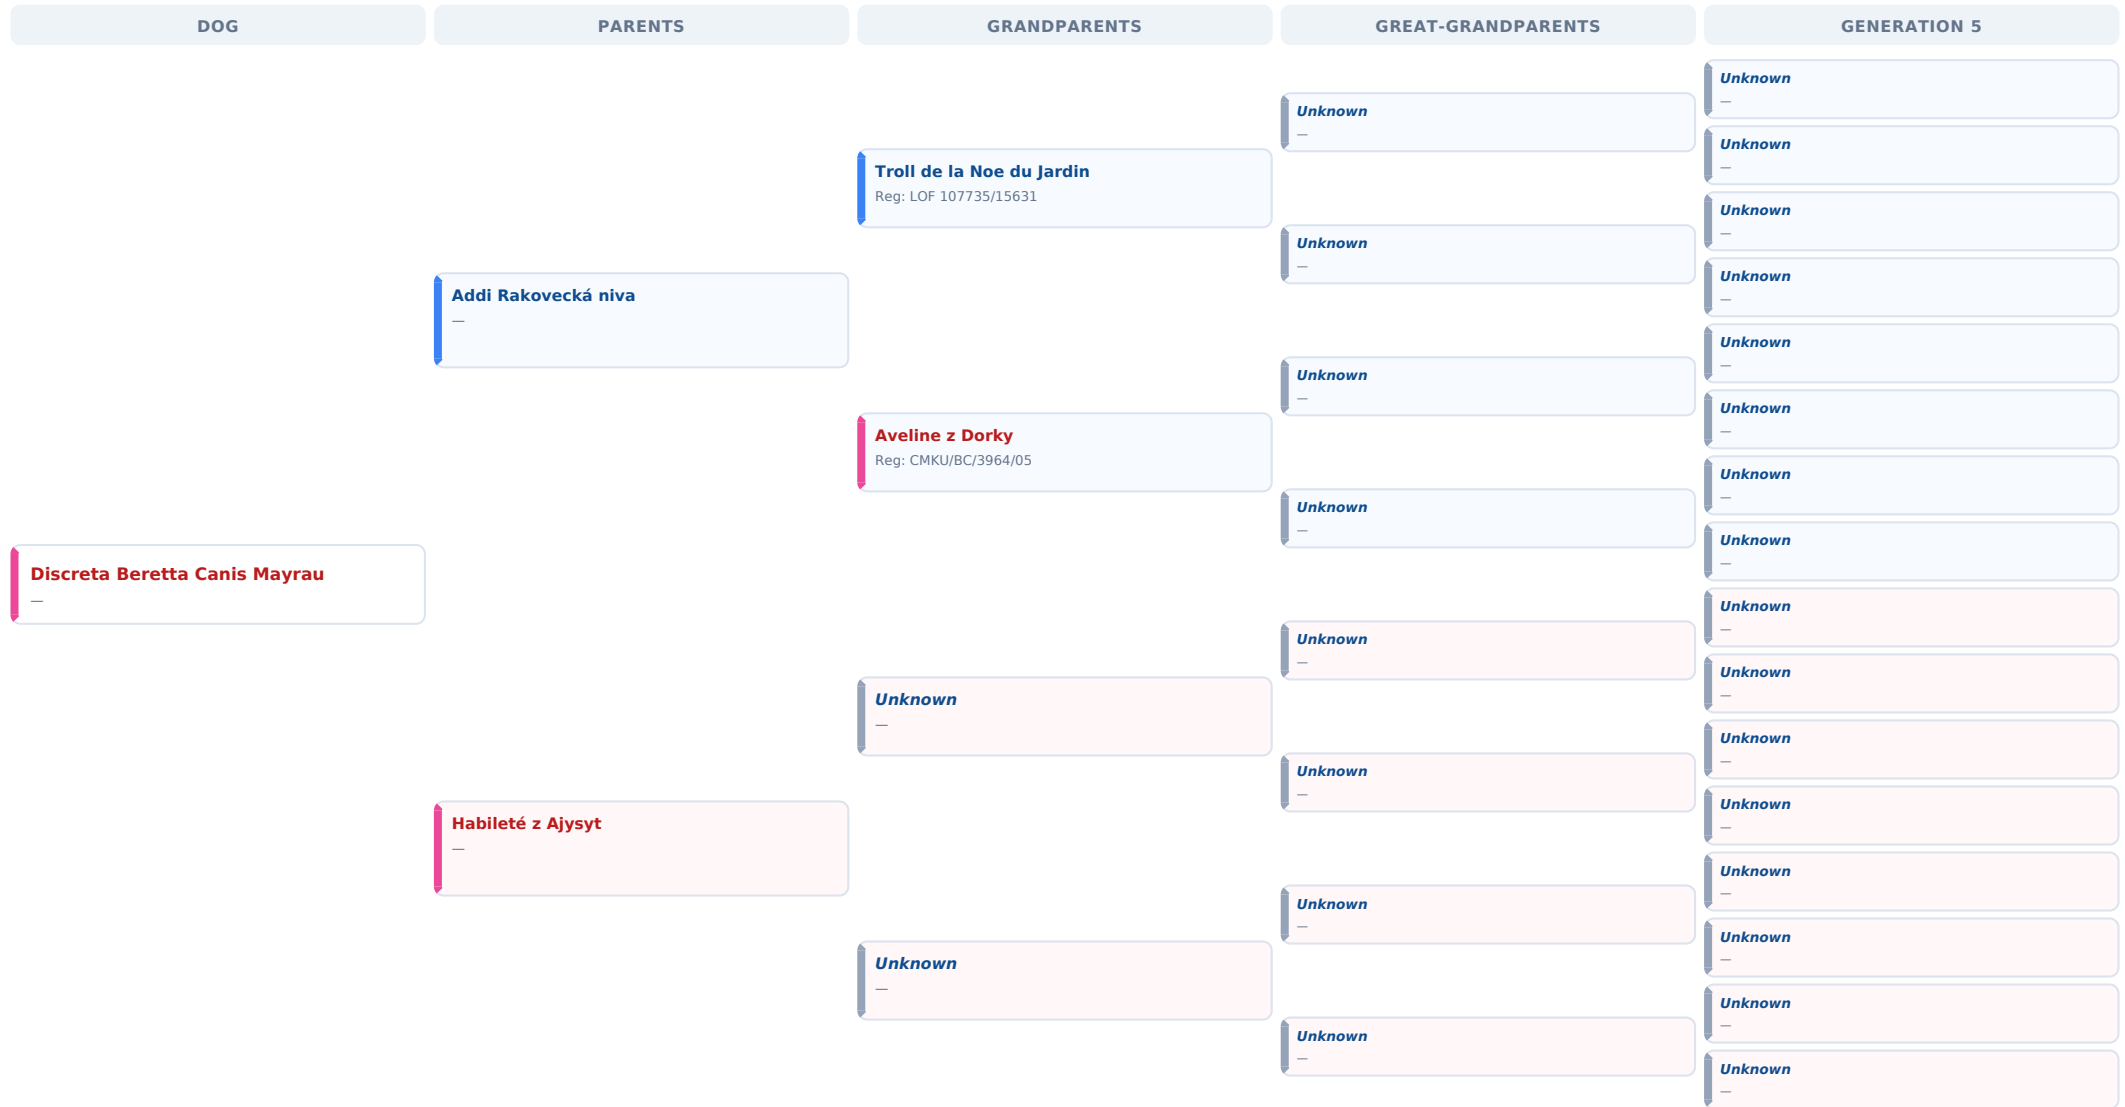 DOG
PARENTS
GRANDPARENTS
GREAT-GRANDPARENTS
GENERATION 5
Discreta Beretta Canis Mayrau
—
Addi Rakovecká niva
—
Habileté z Ajysyt
—
Troll de la Noe du Jardin
Reg: LOF 107735/15631
Aveline z Dorky
Reg: CMKU/BC/3964/05
Unknown
—
Unknown
—
Unknown
—
Unknown
—
Unknown
—
Unknown
—
Unknown
—
Unknown
—
Unknown
—
Unknown
—
Unknown
—
Unknown
—
Unknown
—
Unknown
—
Unknown
—
Unknown
—
Unknown
—
Unknown
—
Unknown
—
Unknown
—
Unknown
—
Unknown
—
Unknown
—
Unknown
—
Unknown
—
Unknown
—